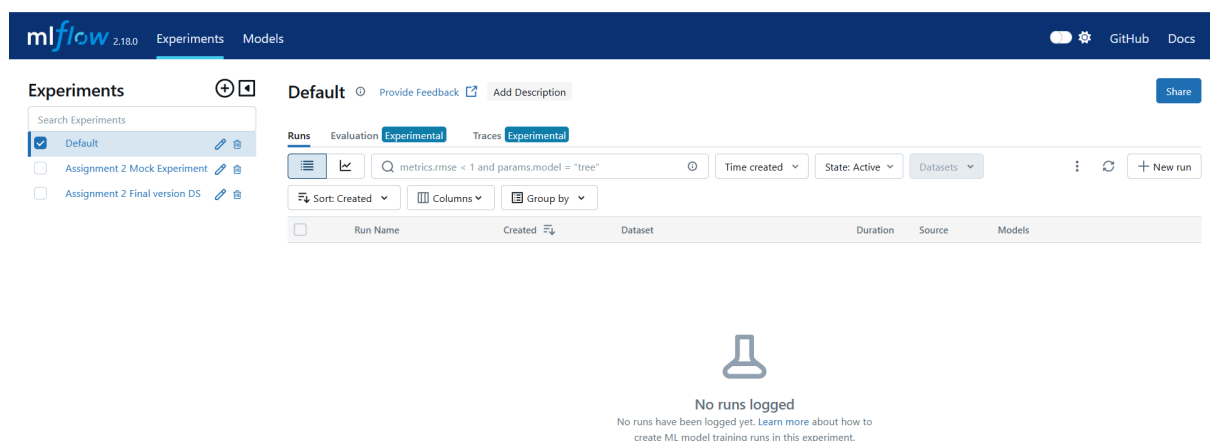 mlflow 2.18.0 Experiments Models GitHub Docs
Experiments
Search Experiments
Default
Assignment 2 Mock Experiment
Assignment 2 Final version DS
Default Provide Feedback Add Description Share
Runs Evaluation Experimental Traces Experimental
metrics.rmse < 1 and params.model = "tree" Time created State: Active Datasets New run
Sort: Created Columns Group by
Run Name Created Dataset Duration Source Models
No runs logged
No runs have been logged yet. Learn more about how to
create ML model training runs in this experiment.